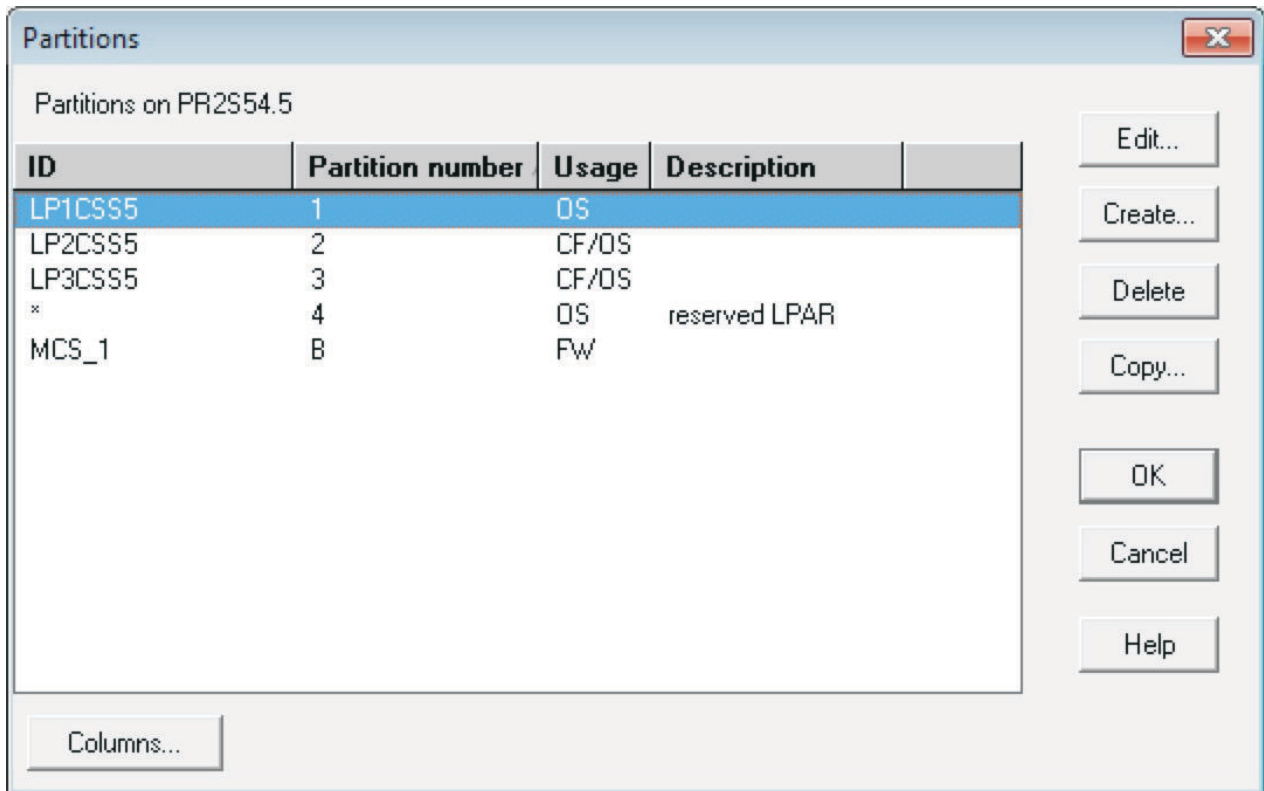 Partitions
Partitions on PR2S54.5
ID Partition number Usage Description
LP1CSS5 1 OS
LP2CSS5 2 CF/OS
LP3CSS5 3 CF/OS
* 4 OS reserved LPAR
MCS_1 B FW
Edit...
Create...
Delete
Copy...
OK
Cancel
Help
Columns...